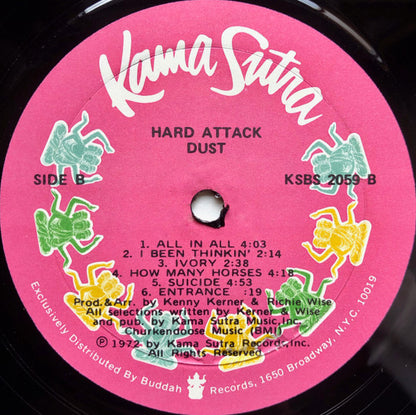 Kama Sutra
HARD ATTACK
DUST
SIDE B
KSBS 2059 B
1. ALL IN ALL 4:03
2. I BEEN THINKIN' 2:14
3. IVORY 2:38
4. HOW MANY HORSES 4:18
5. SUICIDE 4:53
6. ENTRANCE :19
Prod.& Arr. by Kenny Kerner & Richie Wise
All selections written by Kerner & Wise
and pub. by Kama Sutra Music, Inc.
Churkendoose Music (BMI)
℗ 1972 by Kama Sutra Records, Inc.
All Rights Reserved
Exclusively Distributed By Buddah Records, 1650 Broadway, N.Y.C. 10019